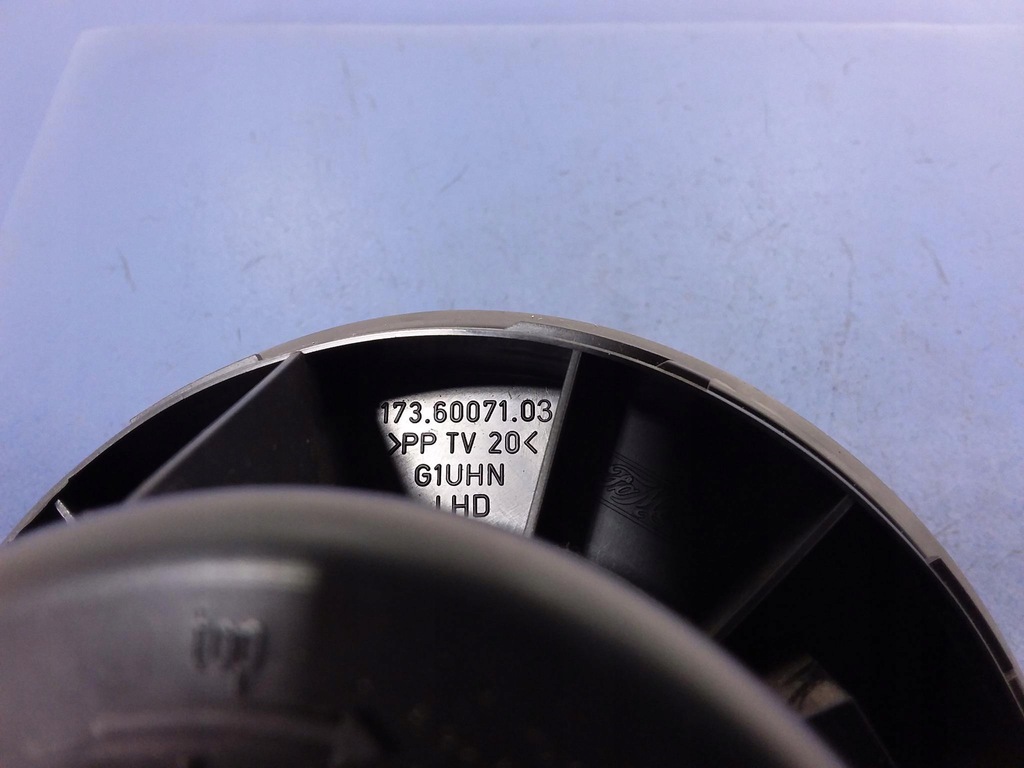 173.60071.03
>PP TV 20<
G1UHN
LHD